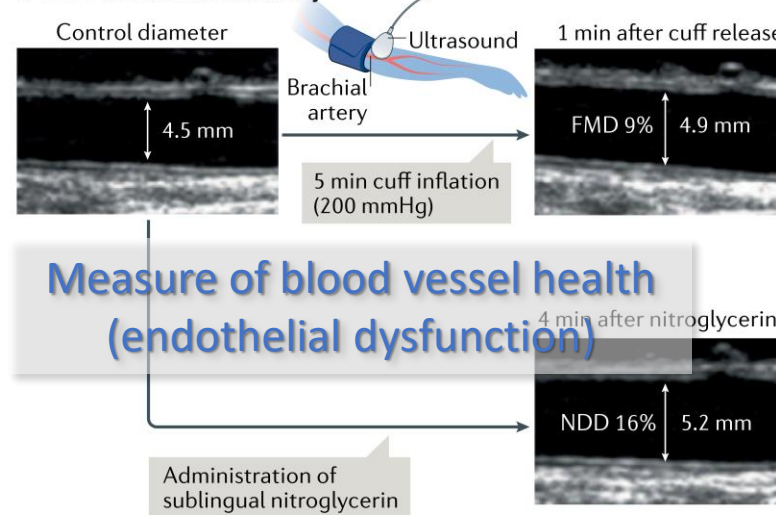 Control diameter
4.5 mm
Ultrasound
Brachial
artery
1 min after cuff release
FMD 9%
4.9 mm
5 min cuff inflation
(200 mmHg)
Measure of blood vessel health
(endothelial dysfunction)
4 min after nitroglycerin
NDD 16%
5.2 mm
Administration of
sublingual nitroglycerin